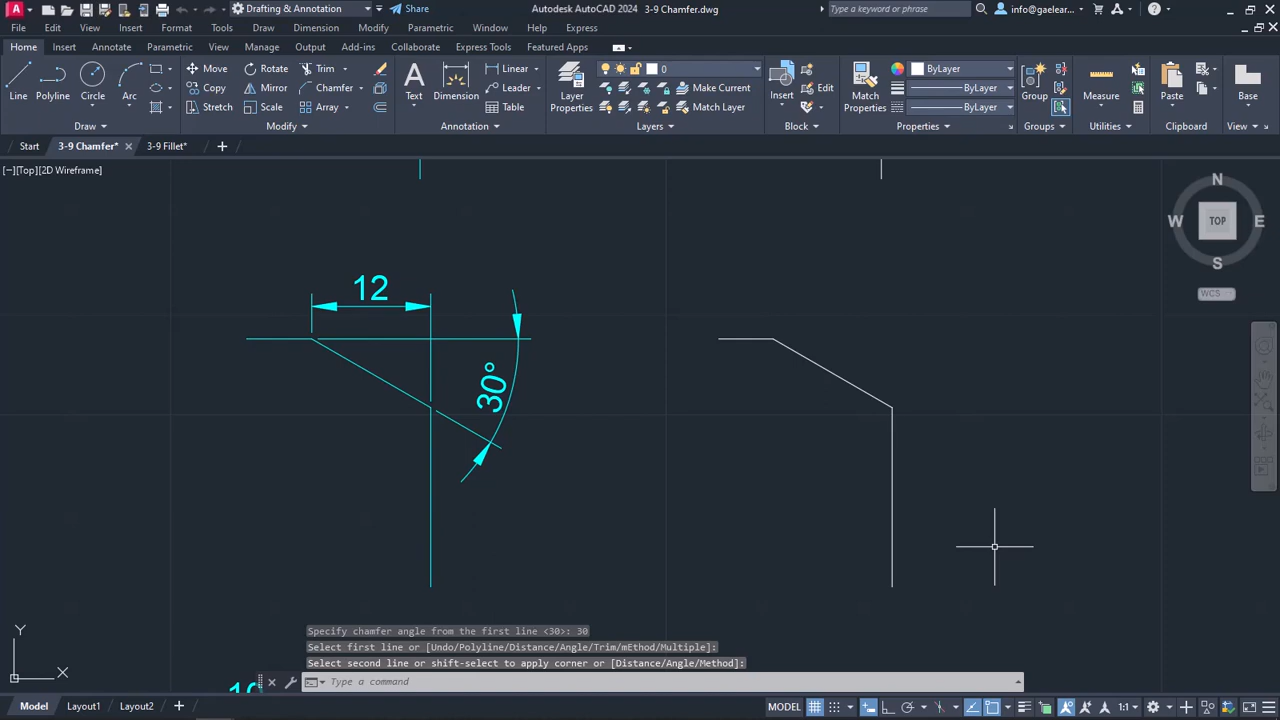 Drafting & Annotation
Share
Autodesk AutoCAD 2024
3-9 Chamfer.dwg
Type a keyword or phrase
info@gaelear...
File Edit View Insert Format Tools Draw Dimension Modify Parametric Window Help Express
Home Insert Annotate Parametric View Manage Output Add-ins Collaborate Express Tools Featured Apps
Line
Polyline
Circle
Arc
Draw
Move
Rotate
Trim
Copy
Mirror
Chamfer
Stretch
Scale
Array
Modify
Text
Dimension
Linear
Leader
Table
Annotation
Layer
Properties
0
Make Current
Match Layer
Layers
Insert
Edit
Block
Match
Properties
ByLayer
ByLayer
ByLayer
Properties
Group
Groups
Measure
Utilities
Paste
Clipboard
Base
View
Start
3-9 Chamfer*
3-9 Fillet*
[−][Top][2D Wireframe]
N
W
TOP
E
S
WCS
12
30°
Y
X
Specify chamfer angle from the first line <30>: 30
Select first line or [Undo/Polyline/Distance/Angle/Trim/mEthod/Multiple]:
Select second line or shift-select to apply corner or [Distance/Angle/Method]:
Type a command
Model
Layout1
Layout2
MODEL
1:1